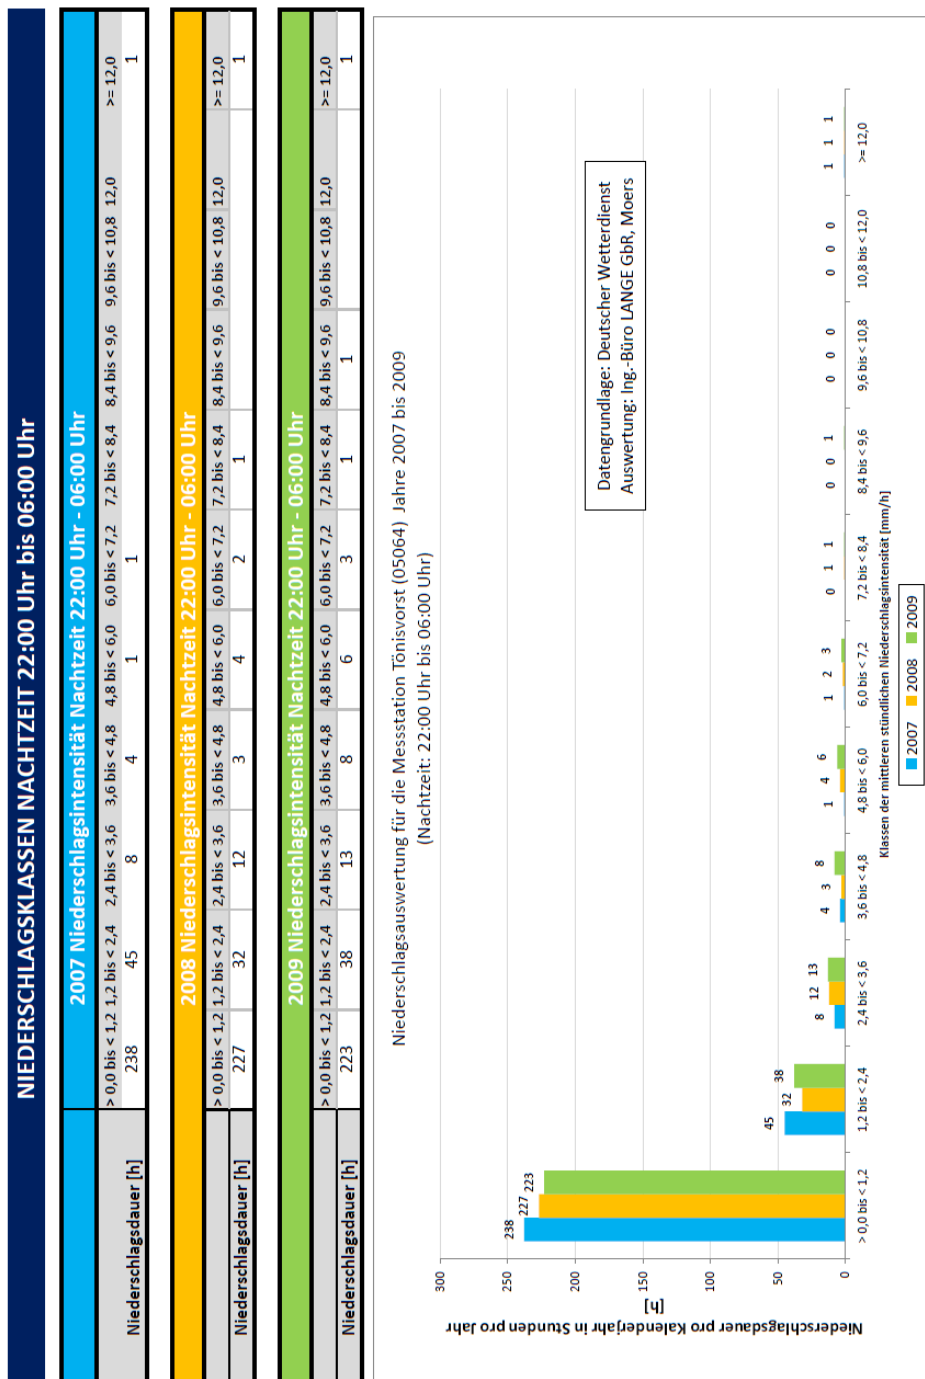 NIEDERSCHLAGSKLASSEN NACHTZEIT 22:00 Uhr bis 06:00 Uhr
2007 Niederschlagsintensität Nachtzeit 22:00 Uhr - 06:00 Uhr
> 0,0 bis < 1,2 1,2 bis < 2,4 2,4 bis < 3,6 3,6 bis < 4,8 4,8 bis < 6,0 6,0 bis < 7,2 7,2 bis < 8,4 8,4 bis < 9,6 9,6 bis < 10,8 12,0 >= 12,0
Niederschlagsdauer [h] 238 45 8 4 1 1 1
2008 Niederschlagsintensität Nachtzeit 22:00 Uhr - 06:00 Uhr
> 0,0 bis < 1,2 1,2 bis < 2,4 2,4 bis < 3,6 3,6 bis < 4,8 4,8 bis < 6,0 6,0 bis < 7,2 7,2 bis < 8,4 8,4 bis < 9,6 9,6 bis < 10,8 12,0 >= 12,0
Niederschlagsdauer [h] 227 32 12 3 4 2 1 1
2009 Niederschlagsintensität Nachtzeit 22:00 Uhr - 06:00 Uhr
> 0,0 bis < 1,2 1,2 bis < 2,4 2,4 bis < 3,6 3,6 bis < 4,8 4,8 bis < 6,0 6,0 bis < 7,2 7,2 bis < 8,4 8,4 bis < 9,6 9,6 bis < 10,8 12,0 >= 12,0
Niederschlagsdauer [h] 223 38 13 8 6 3 1 1 1
Niederschlagsauswertung für die Messstation Tönisvorst (05064) Jahre 2007 bis 2009
(Nachtzeit: 22:00 Uhr bis 06:00 Uhr)
Datengrundlage: Deutscher Wetterdienst
Auswertung: Ing.-Büro LANGE GbR, Moers
Niederschlagsdauer pro Kalenderjahr in Stunden pro Jahr
[h]
300
250
200
150
100
50
0
238 227 223
45 32 38
8 12 13
4 3 8
1 4 6
1 2 3
0 1 1
0 0 1
0 0 0
0 0 0
1 1 1
> 0,0 bis < 1,2 1,2 bis < 2,4 2,4 bis < 3,6 3,6 bis < 4,8 4,8 bis < 6,0 6,0 bis < 7,2 7,2 bis < 8,4 8,4 bis < 9,6 9,6 bis < 10,8 10,8 bis < 12,0 >= 12,0
Klassen der mittleren stündlichen Niederschlagsintensität [mm/h]
2007 2008 2009